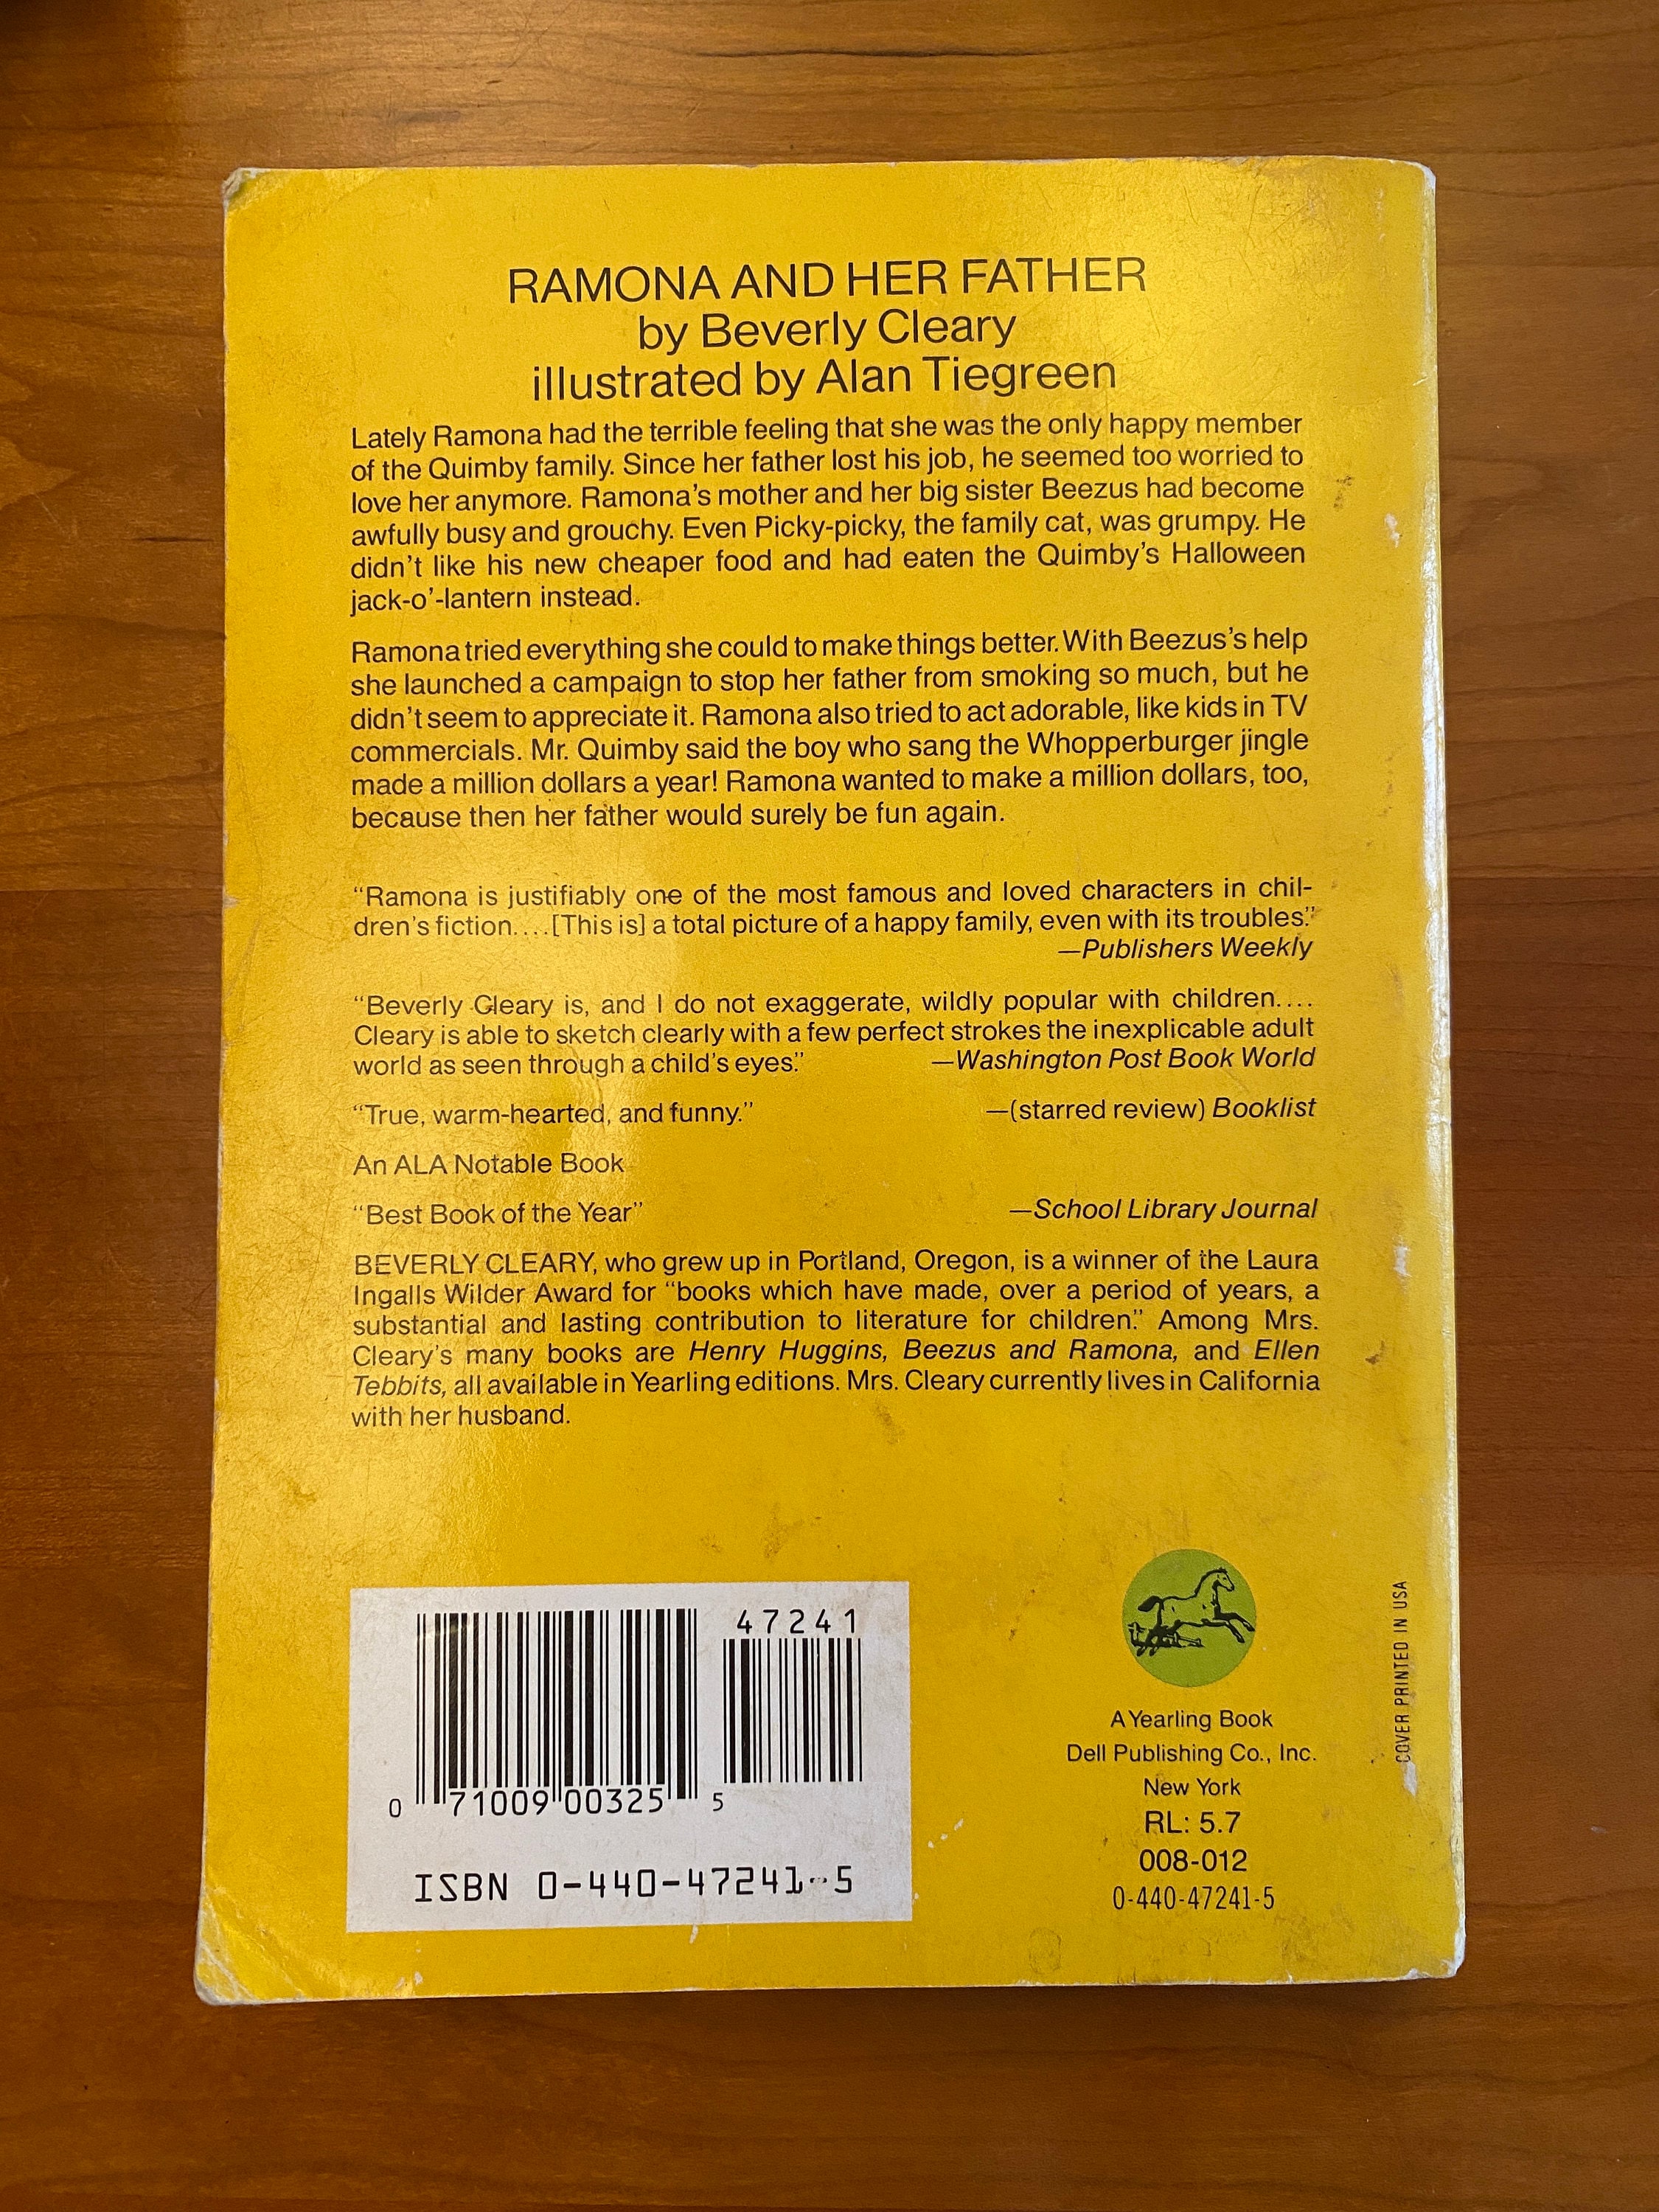 RAMONA AND HER FATHER
by Beverly Cleary
illustrated by Alan Tiegreen
Lately Ramona had the terrible feeling that she was the only happy member
of the Quimby family. Since her father lost his job, he seemed too worried to
love her anymore. Ramona's mother and her big sister Beezus had become
awfully busy and grouchy. Even Picky-picky, the family cat, was grumpy. He
didn't like his new cheaper food and had eaten the Quimby's Halloween
jack-o'-lantern instead.
Ramona tried everything she could to make things better. With Beezus's help
she launched a campaign to stop her father from smoking so much, but he
didn't seem to appreciate it. Ramona also tried to act adorable, like kids in TV
commercials. Mr. Quimby said the boy who sang the Whopperburger jingle
made a million dollars a year! Ramona wanted to make a million dollars, too,
because then her father would surely be fun again.
“Ramona is justifiably one of the most famous and loved characters in chil-
dren's fiction....[This is] a total picture of a happy family, even with its troubles.”
—Publishers Weekly
“Beverly Cleary is, and I do not exaggerate, wildly popular with children....
Cleary is able to sketch clearly with a few perfect strokes the inexplicable adult
world as seen through a child's eyes.” —Washington Post Book World
“True, warm-hearted, and funny.” —(starred review) Booklist
An ALA Notable Book
“Best Book of the Year” —School Library Journal
BEVERLY CLEARY, who grew up in Portland, Oregon, is a winner of the Laura
Ingalls Wilder Award for “books which have made, over a period of years, a
substantial and lasting contribution to literature for children.” Among Mrs.
Cleary's many books are Henry Huggins, Beezus and Ramona, and Ellen
Tebbits, all available in Yearling editions. Mrs. Cleary currently lives in California
with her husband.
47241
0 71009 00325 5
ISBN 0-440-47241-5
A Yearling Book
Dell Publishing Co., Inc.
New York
RL: 5.7
008-012
0-440-47241-5
COVER PRINTED IN USA